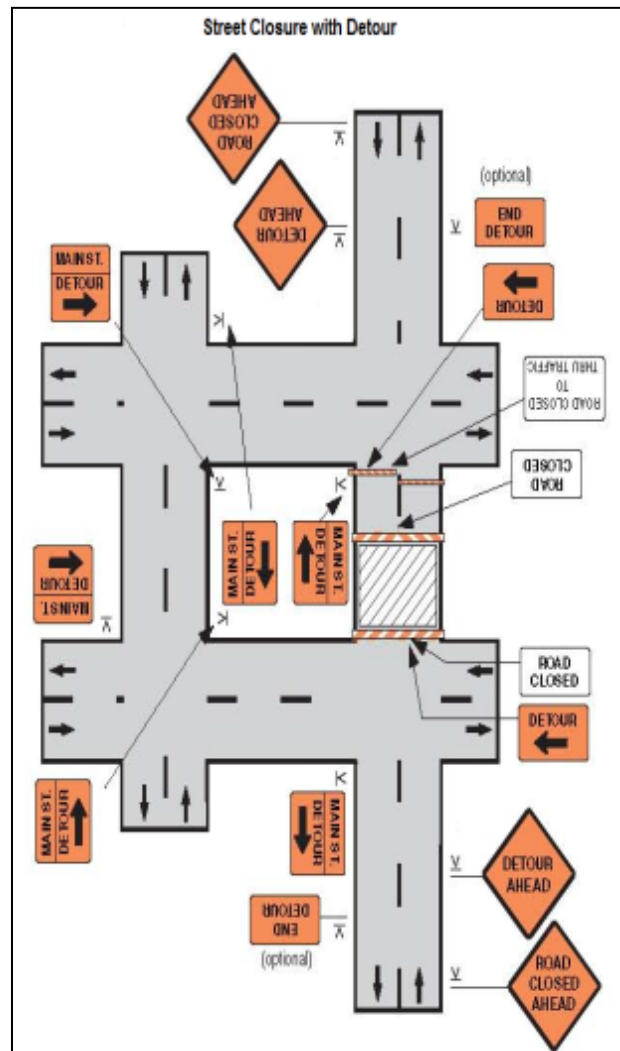 Street Closure with Detour
ROAD
CLOSED
AHEAD
DETOUR
AHEAD
(optional)
END
DETOUR
MAIN ST.
DETOUR
DETOUR
ROAD CLOSED
TO
THRU TRAFFIC
ROAD
CLOSED
MAIN ST.
DETOUR
MAIN ST.
DETOUR
MAIN ST.
DETOUR
ROAD
CLOSED
DETOUR
MAIN ST.
DETOUR
MAIN ST.
DETOUR
DETOUR
AHEAD
END
DETOUR
(optional)
ROAD
CLOSED
AHEAD